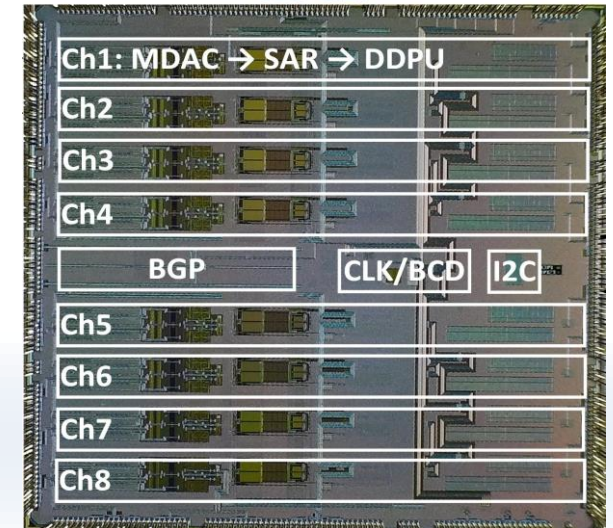 Ch1: MDAC → SAR → DDPU
Ch2
Ch3
Ch4
BGP CLK/BCD I2C
Ch5
Ch6
Ch7
Ch8